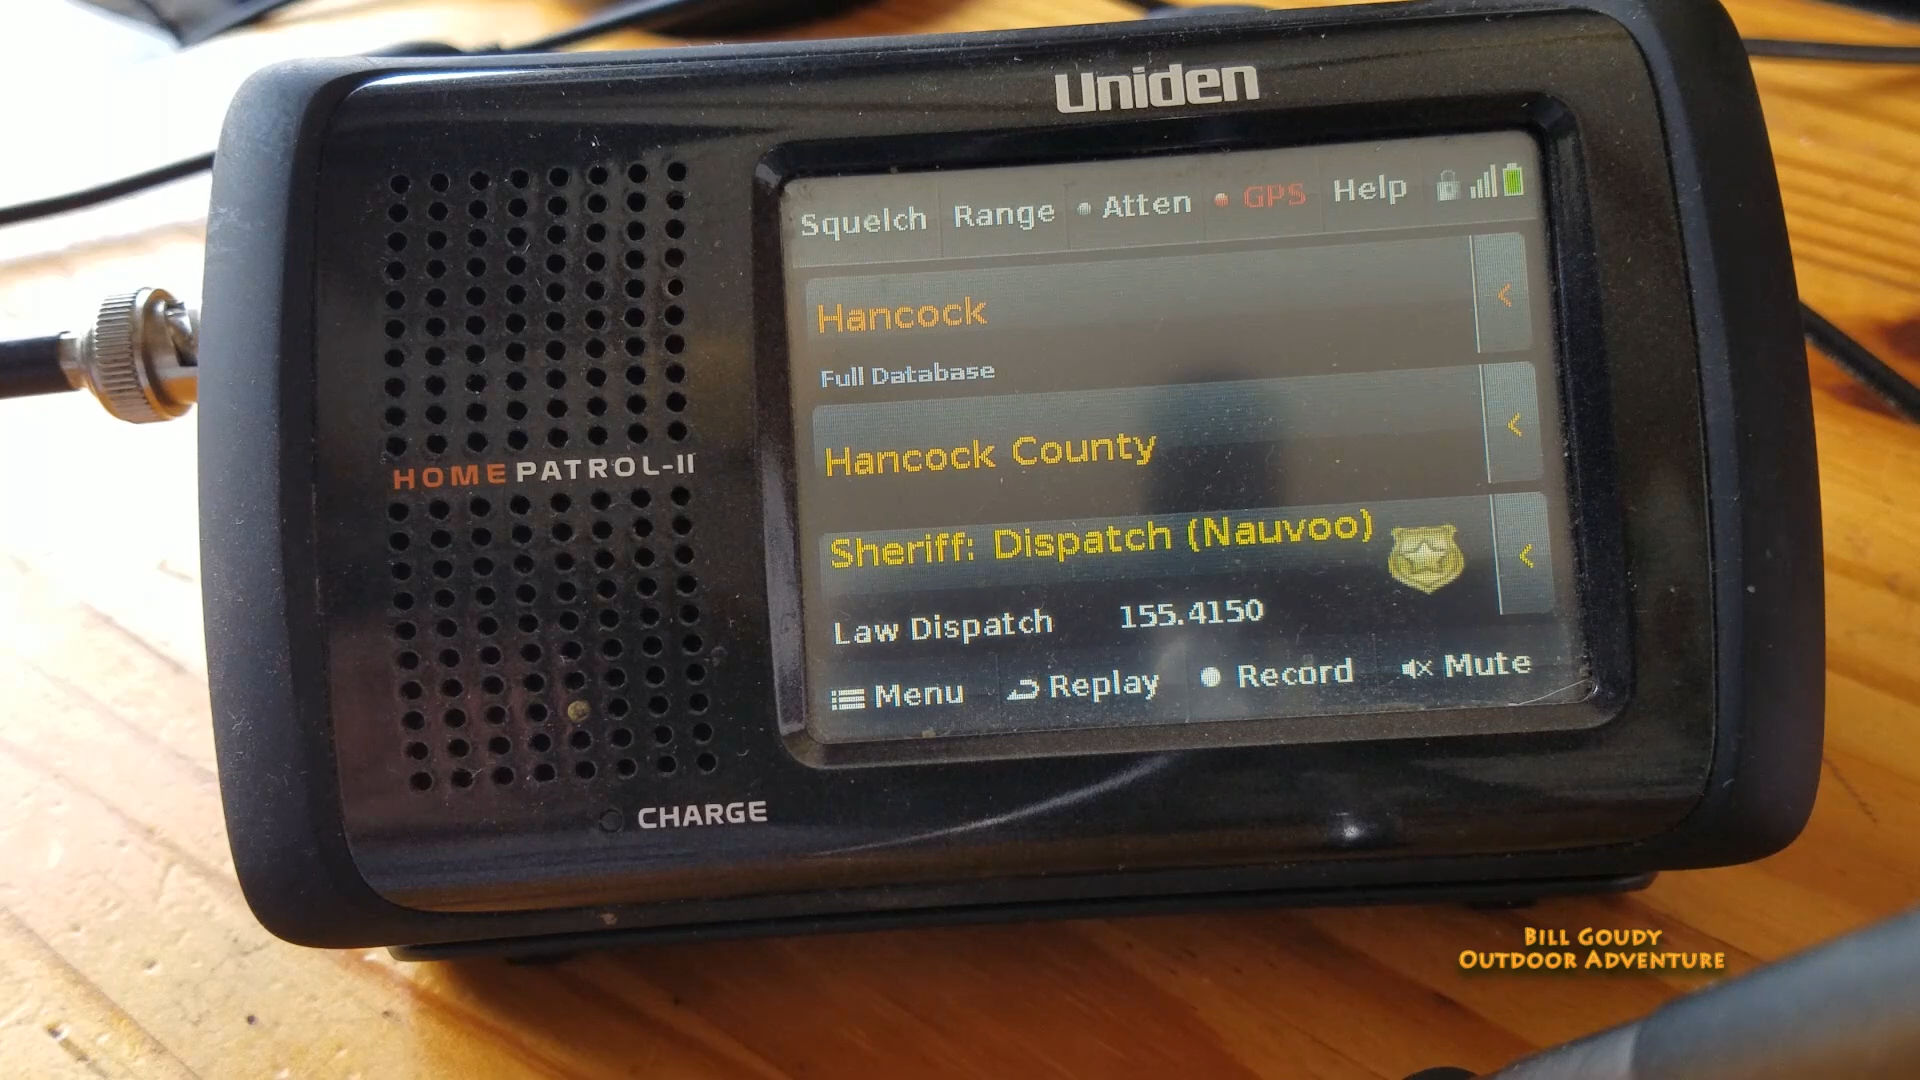 Uniden
Squelch Range Atten GPS Help
Hancock
Full Database
Hancock County
Sheriff: Dispatch (Nauvoo)
Law Dispatch 155.4150
Menu Replay Record Mute
HOMEPATROL-II
CHARGE
BILL GOUDY
OUTDOOR ADVENTURE